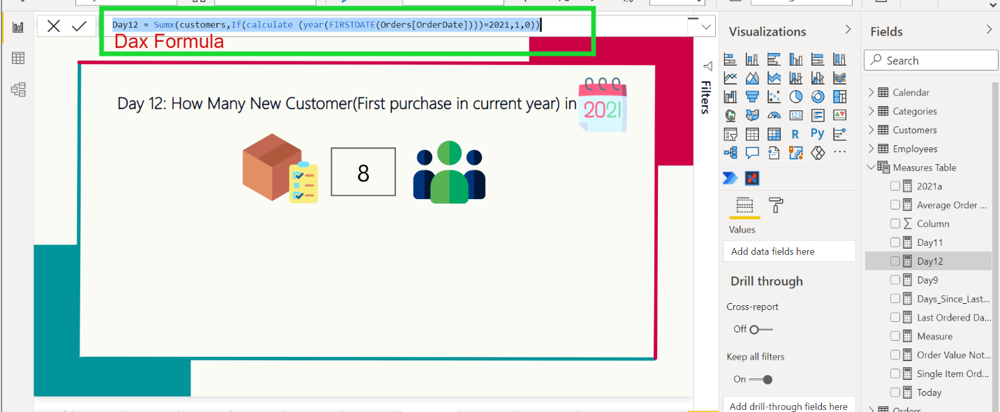 Day12 = Sumx(customers,If(calculate (year(FIRSTDATE(Orders[OrderDate])))=2021,1,0))
Dax Formula
Day 12: How Many New Customer(First purchase in current year) in
2021
8
Filters
Visualizations
123
R
Py
...
Values
Add data fields here
Drill through
Cross-report
Off
Keep all filters
On
Add drill-through fields here
Fields
Search
Calendar
Categories
Customers
Employees
Measures Table
2021a
Average Order ...
Column
Day11
Day12
Day9
Days_Since_Last...
Last Ordered Da...
Measure
Order Value Not...
Single Item Ord...
Today
Orders